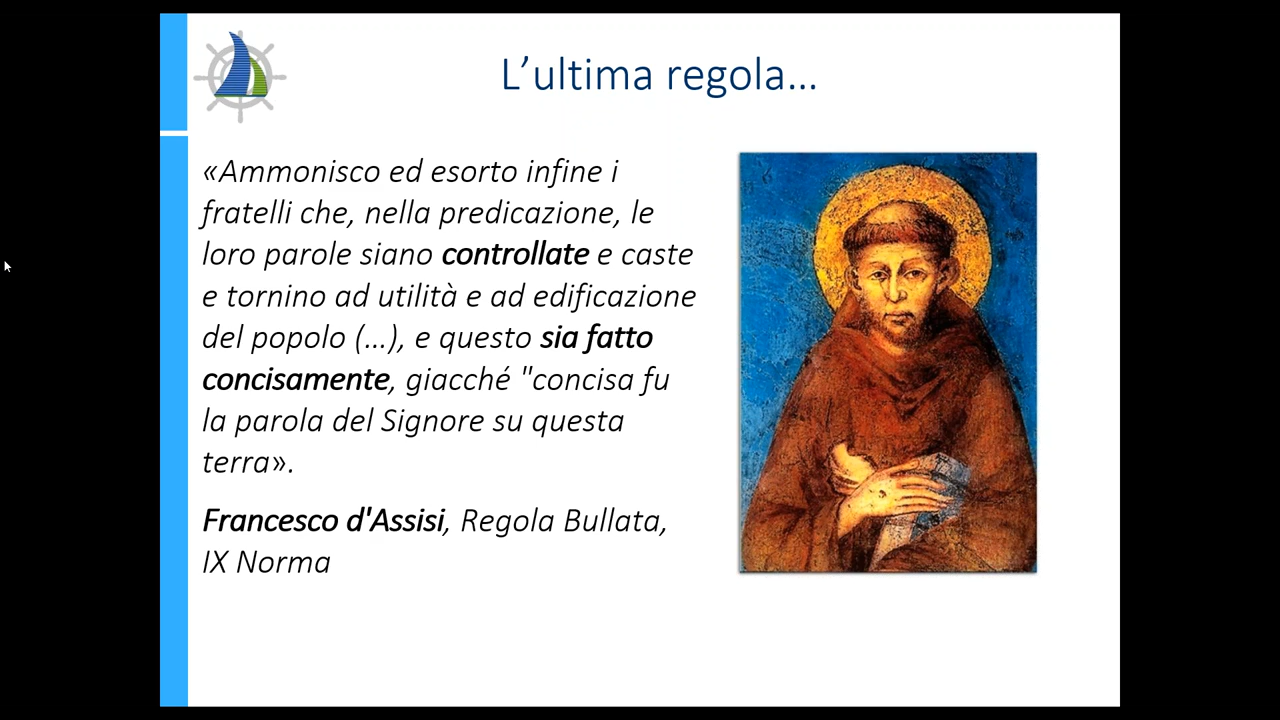 L’ultima regola…
«Ammonisco ed esorto infine i
fratelli che, nella predicazione, le
loro parole siano controllate e caste
e tornino ad utilità e ad edificazione
del popolo (…), e questo sia fatto
concisamente, giacché "concisa fu
la parola del Signore su questa
terra».
Francesco d'Assisi, Regola Bullata,
IX Norma